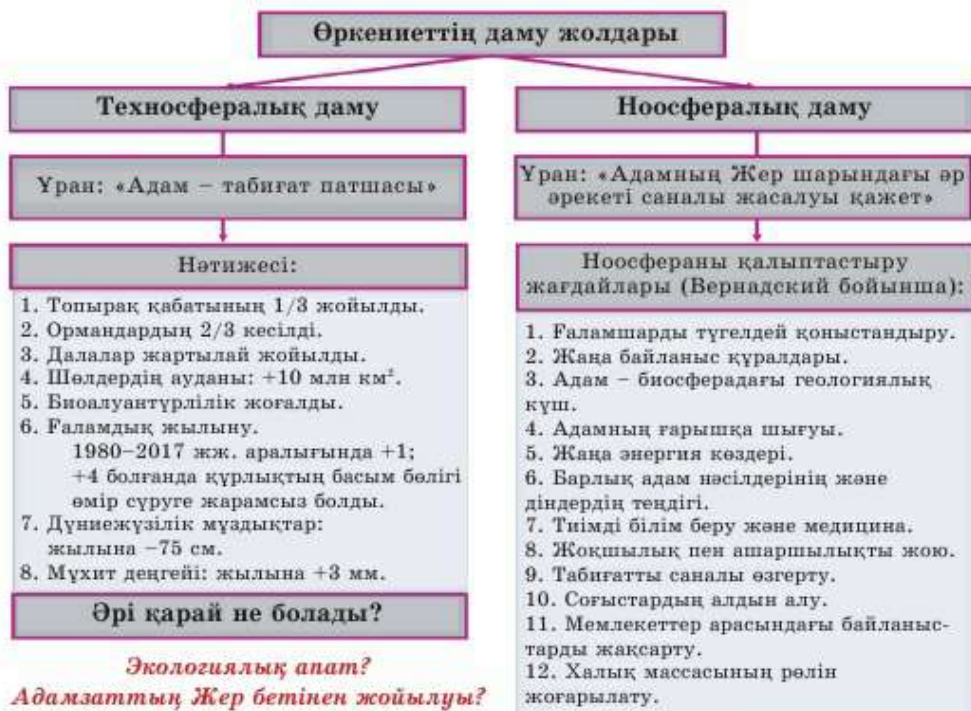 Өркениеттің даму жолдары
Техносфералық даму
Ұран: «Адам – табиғат патшасы»
Нәтижесі:
1. Топырақ қабатының 1/3 жойылды.
2. Ормандардың 2/3 кесілді.
3. Далалар жартылай жойылды.
4. Шөлдердің ауданы: +10 млн км².
5. Биоалуантүрлілік жоғалды.
6. Ғаламдық жылыну.
1980–2017 жж. аралығында +1;
+4 болғанда құрлықтың басым бөлігі
өмір сүруге жарамсыз болды.
7. Дүниежүзілік мұздықтар:
жылына –75 см.
8. Мұхит деңгейі: жылына +3 мм.
Әрі қарай не болады?
Экологиялық апат?
Адамзаттың Жер бетінен жойылуы?
Ноосфералық даму
Ұран: «Адамның Жер шарындағы әр
әрекеті саналы жасалуы қажет»
Ноосфераны қалыптастыру
жағдайлары (Вернадский бойынша):
1. Ғаламшарды түгелдей қоныстандыру.
2. Жаңа байланыс құралдары.
3. Адам – биосферадағы геологиялық
күш.
4. Адамның ғарышқа шығуы.
5. Жаңа энергия көздері.
6. Барлық адам нәсілдерінің және
діндердің теңдігі.
7. Тиімді білім беру және медицина.
8. Жоқшылық пен ашаршылықты жою.
9. Табиғатты саналы өзгерту.
10. Соғыстардың алдын алу.
11. Мемлекеттер арасындағы байланыс-
тарды жақсарту.
12. Халық массасының рөлін
жоғарылату.